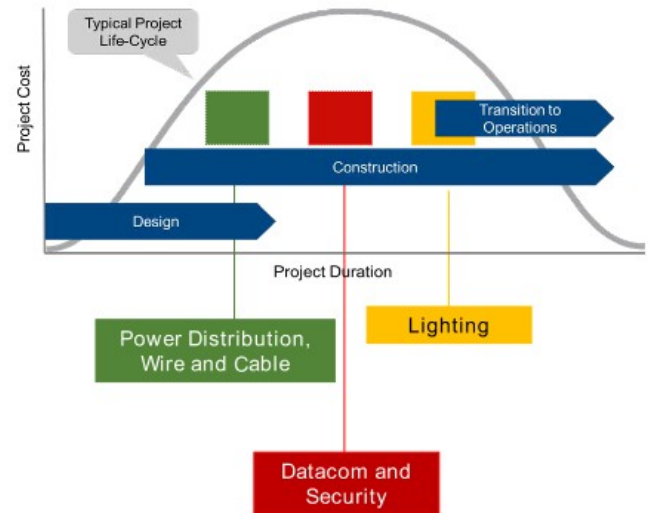 Typical Project
Life-Cycle
Project Cost
Transition to
Operations
Construction
Design
Project Duration
Power Distribution,
Wire and Cable
Lighting
Datacom and
Security